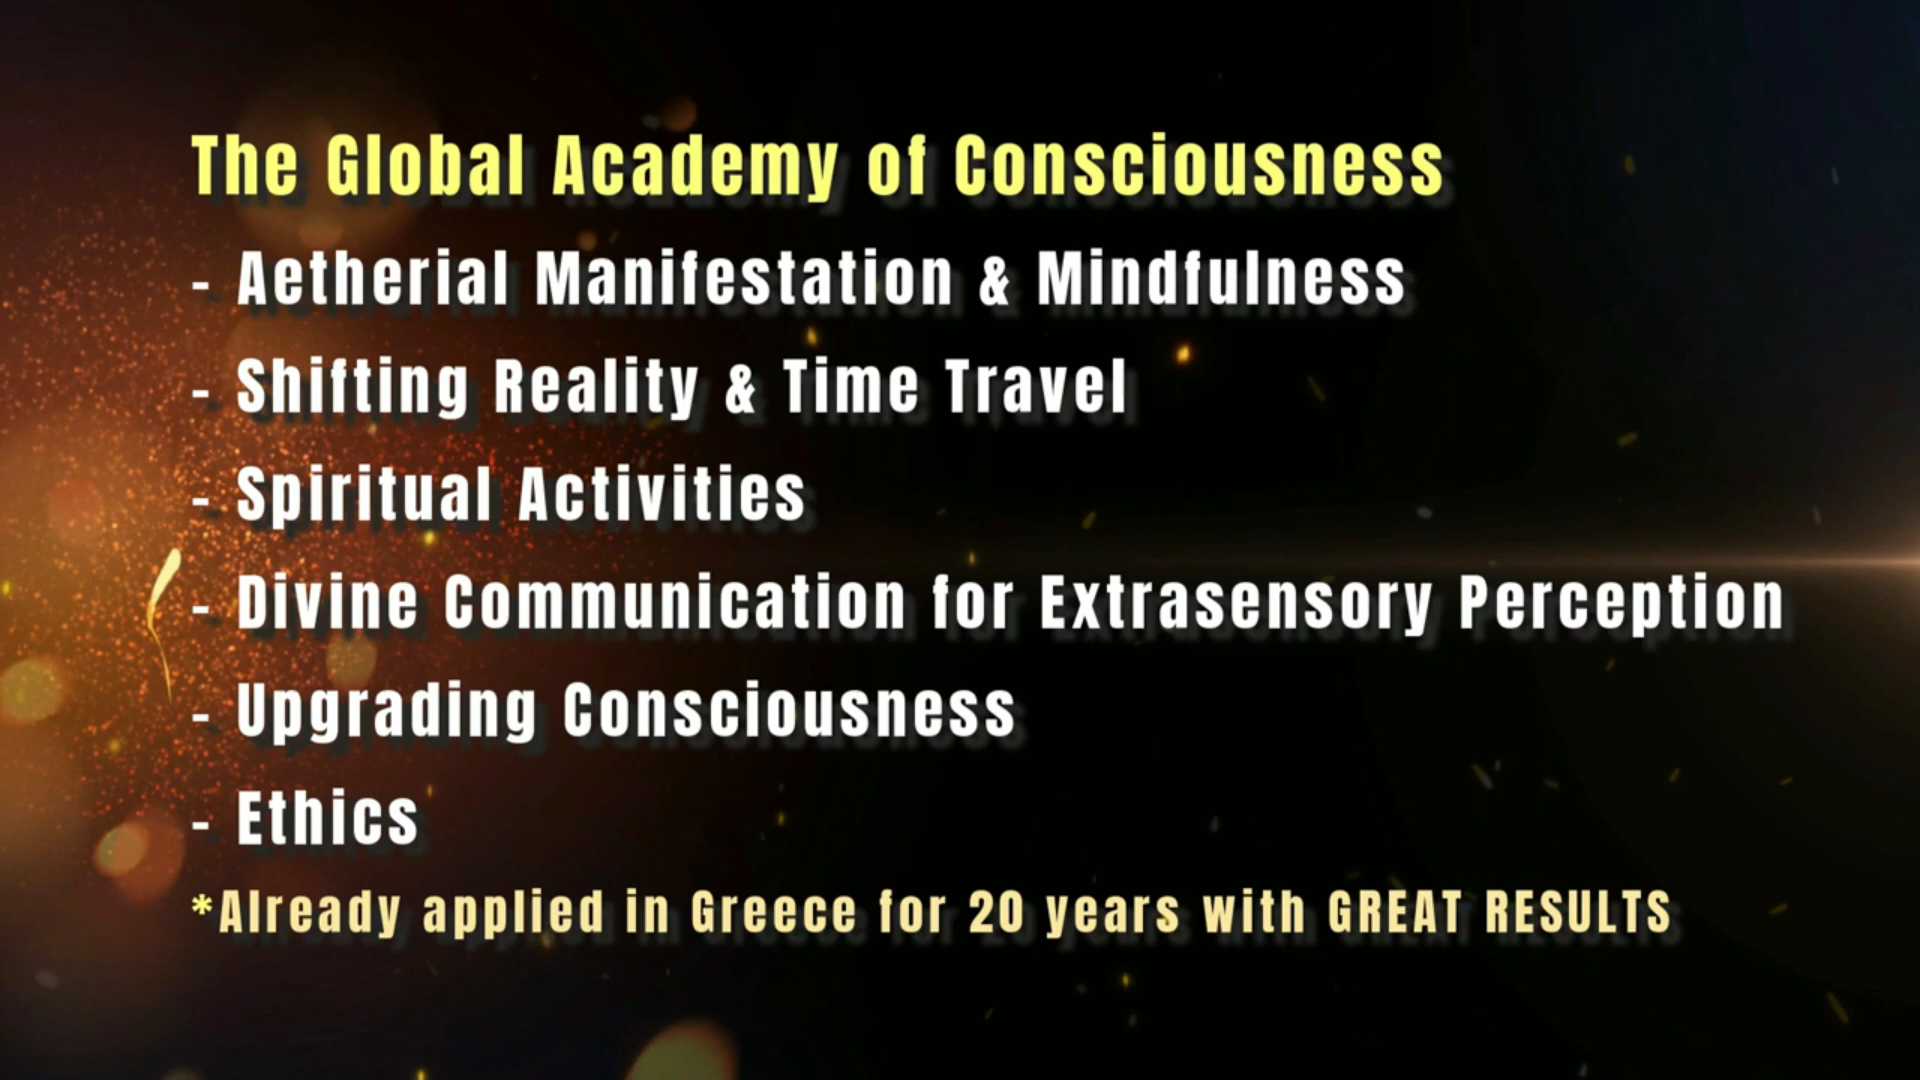 The Global Academy of Consciousness
- Aetherial Manifestation & Mindfulness
- Shifting Reality & Time Travel
- Spiritual Activities
- Divine Communication for Extrasensory Perception
- Upgrading Consciousness
- Ethics
*Already applied in Greece for 20 years with GREAT RESULTS